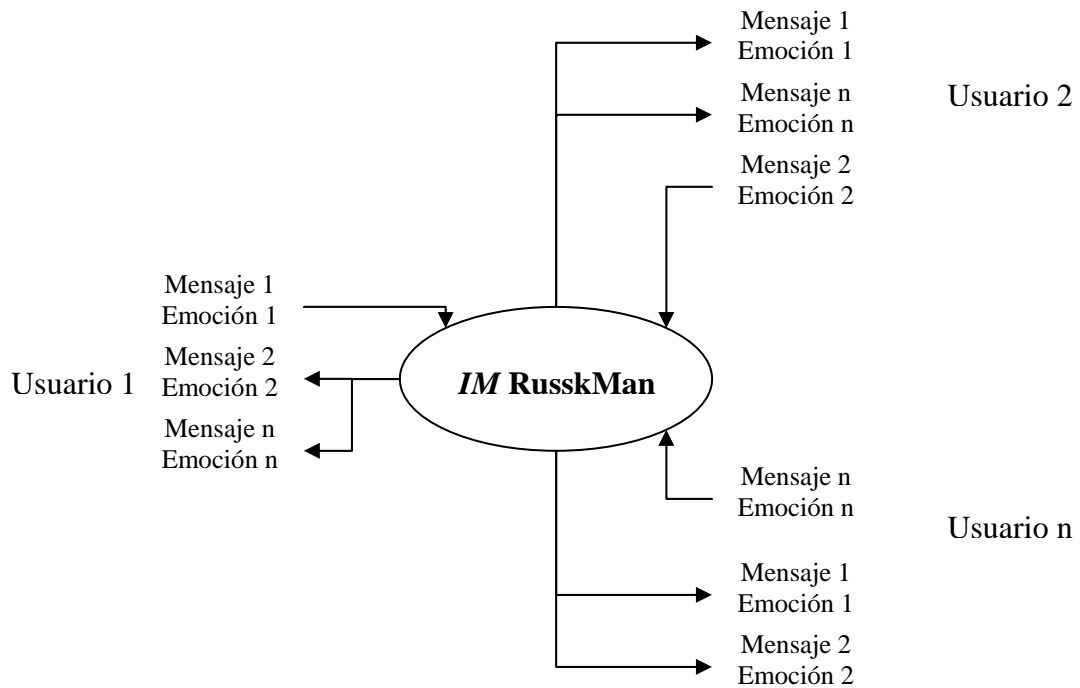 Mensaje 1
Emoción 1
Mensaje n
Emoción n
Usuario 2
Mensaje 2
Emoción 2
Mensaje 1
Emoción 1
Usuario 1
Mensaje 2
Emoción 2
Mensaje n
Emoción n
IM RusskMan
Mensaje n
Emoción n
Usuario n
Mensaje 1
Emoción 1
Mensaje 2
Emoción 2